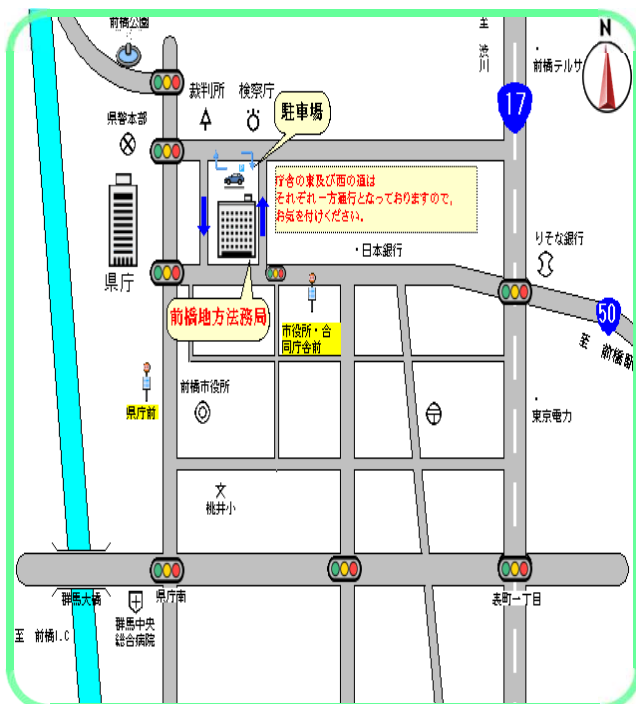 前橋公園
至 渋川
N
前橋テルサ
17
裁判所
検察庁
駐車場
県警本部
庁舎の東及び西の道は
それぞれ一方通行となっておりますので、
お気を付けください。
りそな銀行
・日本銀行
県庁
前橋地方法務局
市役所・合
同庁舎前
50
至 前橋駅
県庁前
前橋市役所
東京電力
文
桃井小
群馬大橋
県庁南
表町一丁目
群馬中央
総合病院
至 前橋I.C